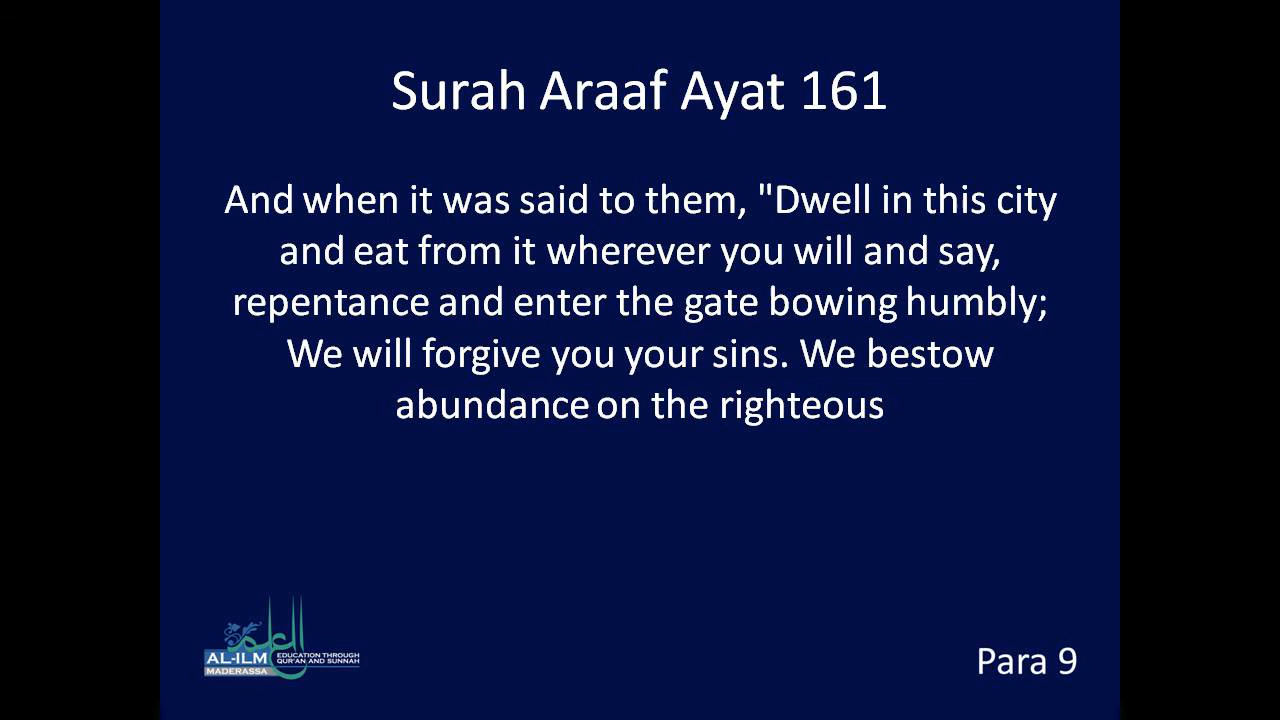 Surah Araaf Ayat 161
And when it was said to them, "Dwell in this city
and eat from it wherever you will and say,
repentance and enter the gate bowing humbly;
We will forgive you your sins. We bestow
abundance on the righteous
العلم
AL-ILM
MADERASSA
EDUCATION THROUGH
QUR'AN AND SUNNAH
Para 9